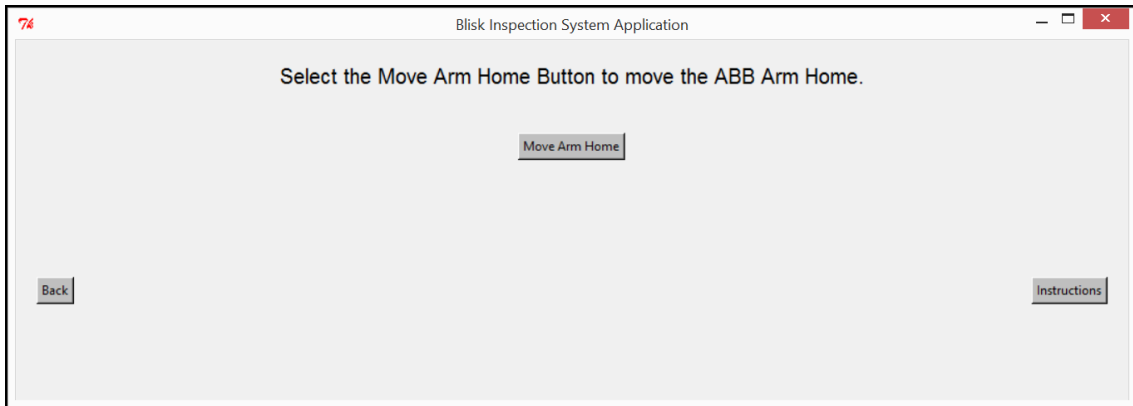 Blisk Inspection System Application
Select the Move Arm Home Button to move the ABB Arm Home.
Move Arm Home
Back
Instructions